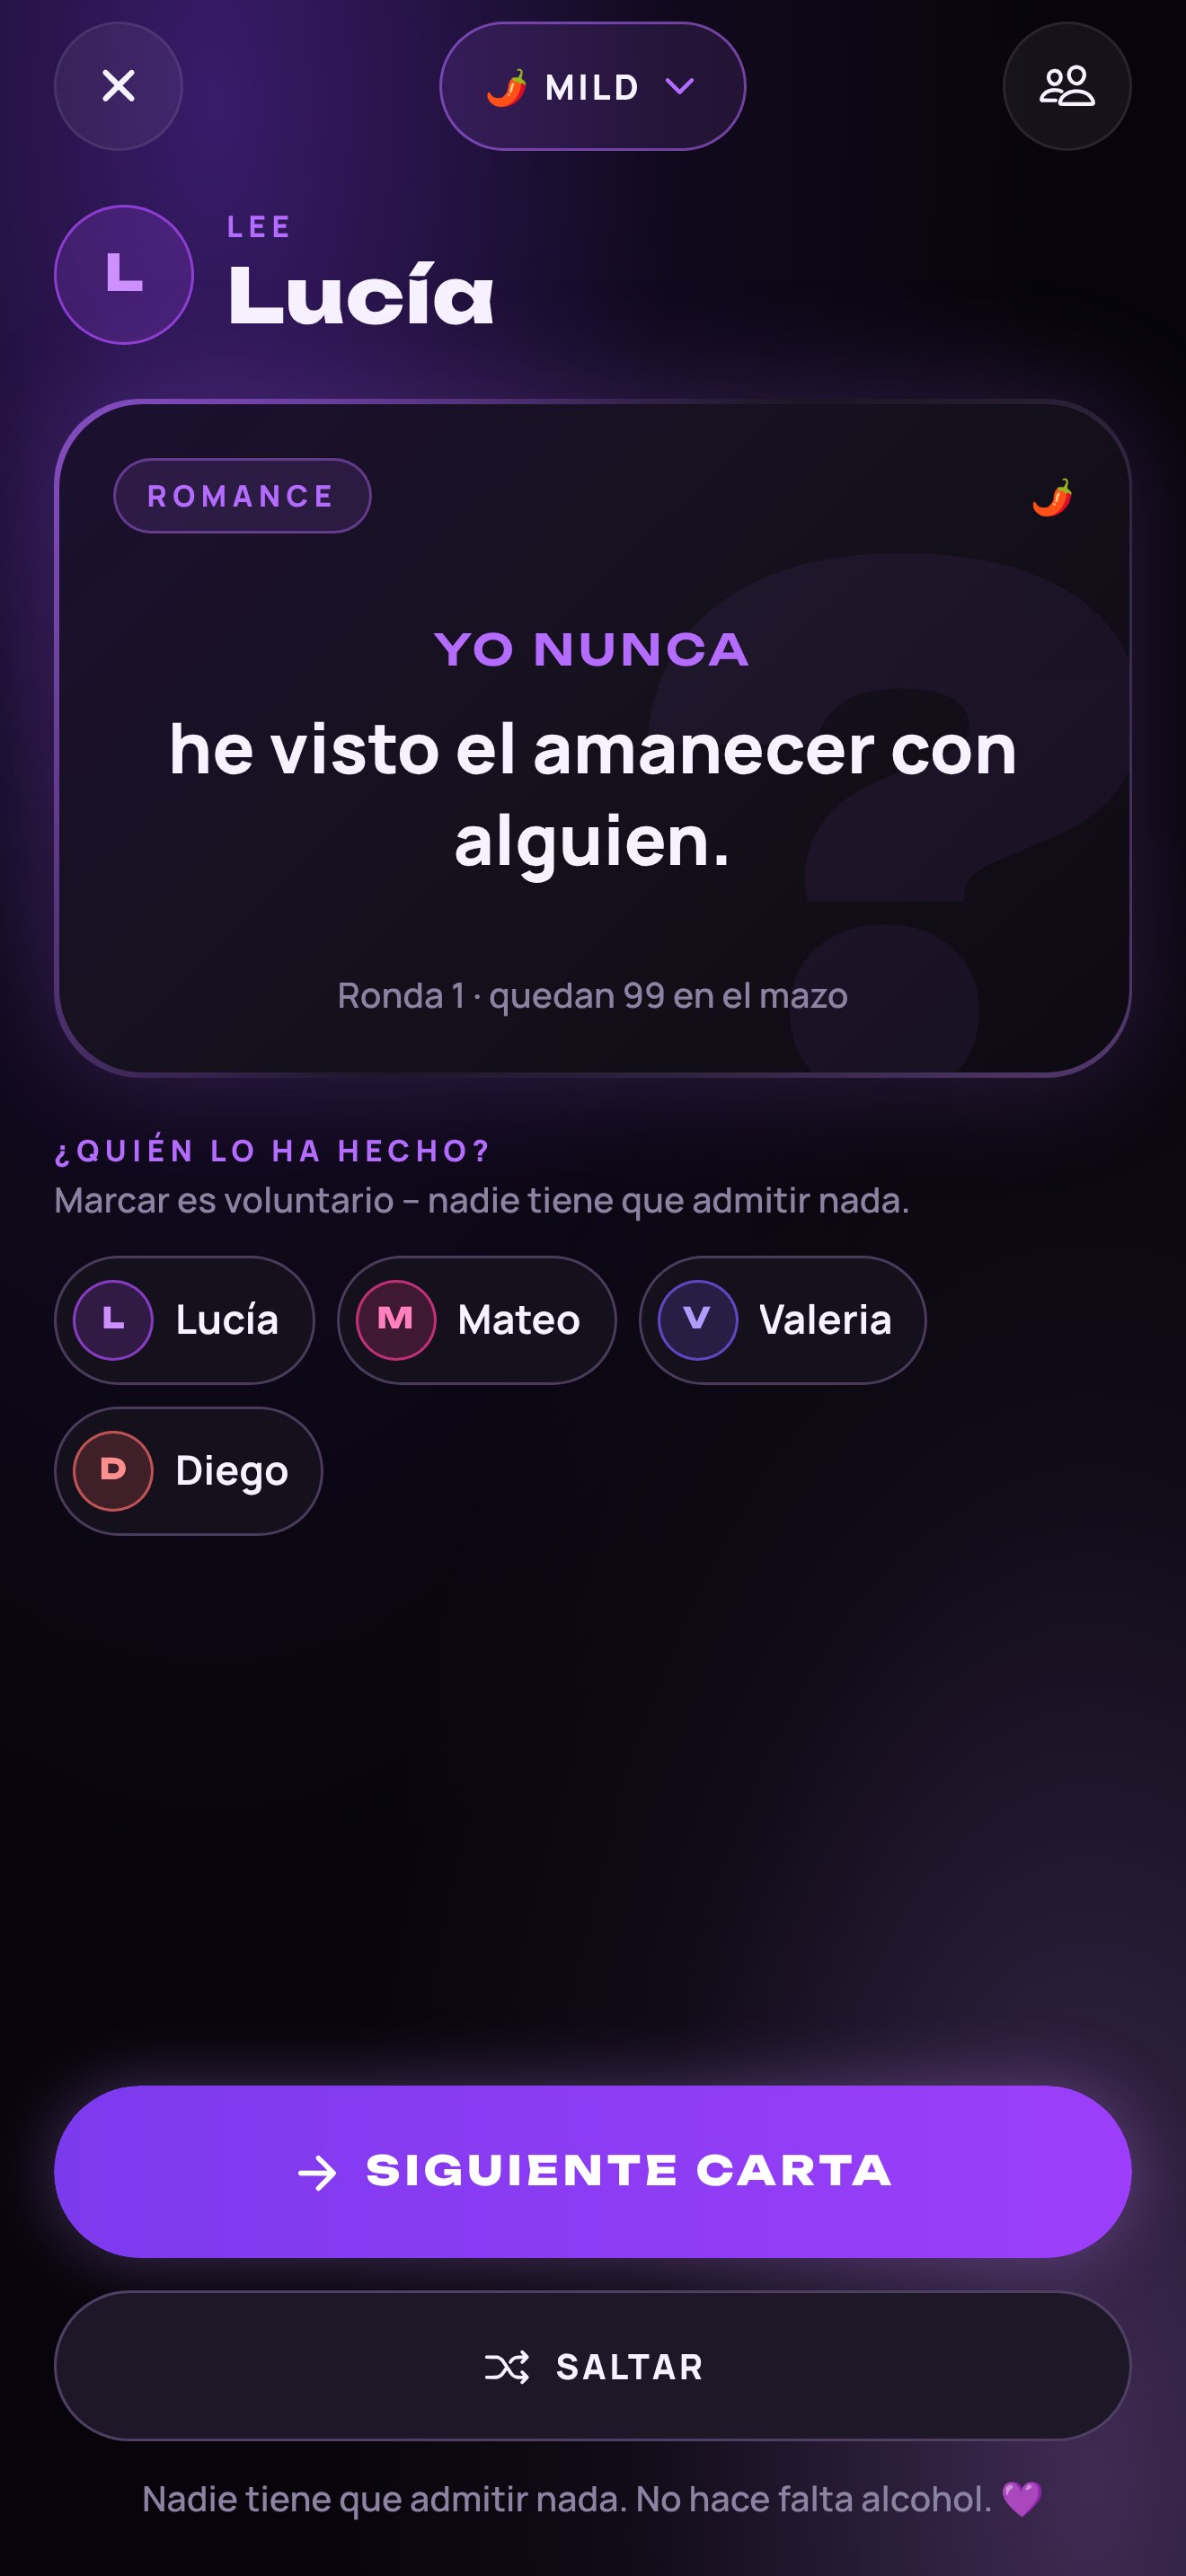 🌶️ MILD
L
LEE
Lucía
ROMANCE
🌶️
YO NUNCA
he visto el amanecer con
alguien.
Ronda 1 · quedan 99 en el mazo
¿QUIÉN LO HA HECHO?
Marcar es voluntario – nadie tiene que admitir nada.
L Lucía
M Mateo
V Valeria
D Diego
→ SIGUIENTE CARTA
SALTAR
Nadie tiene que admitir nada. No hace falta alcohol. 💜